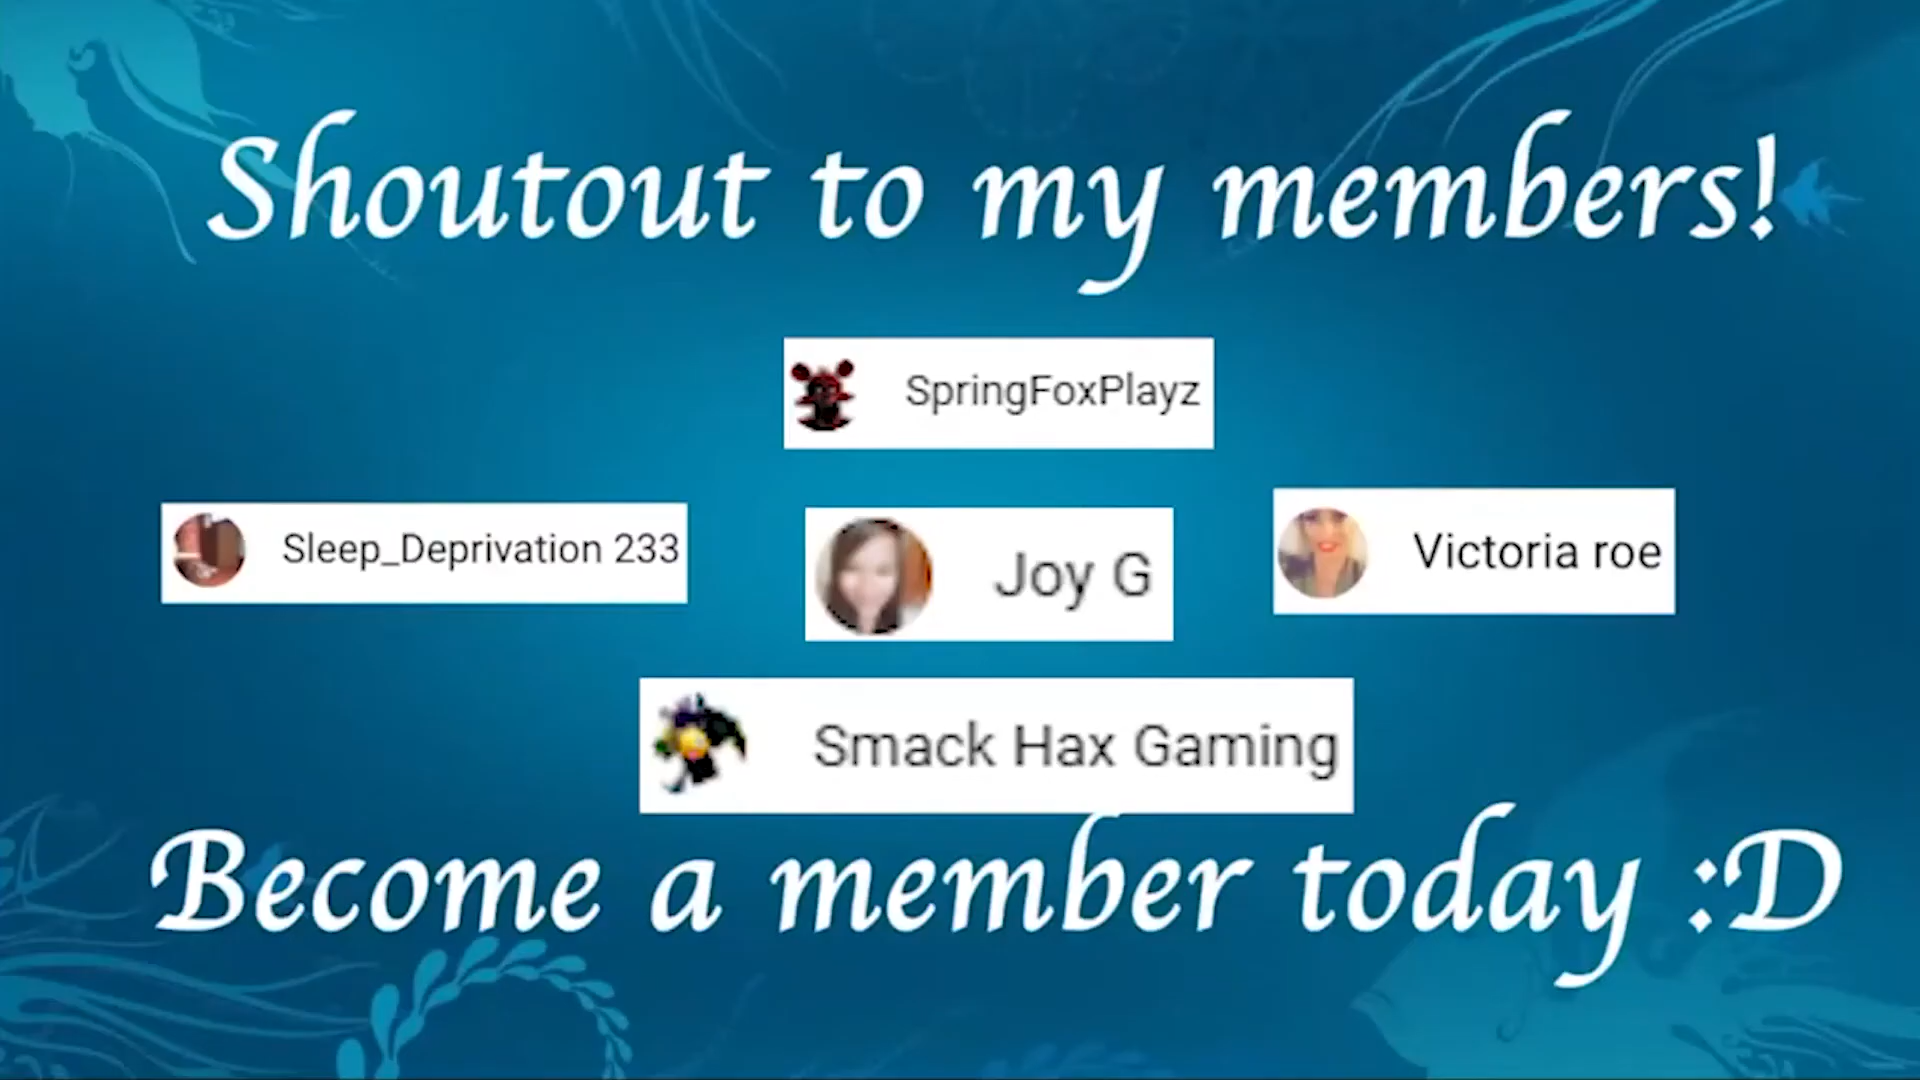 Shoutout to my members!
SpringFoxPlayz
Sleep_Deprivation 233
Joy G
Victoria roe
Smack Hax Gaming
Become a member today :D